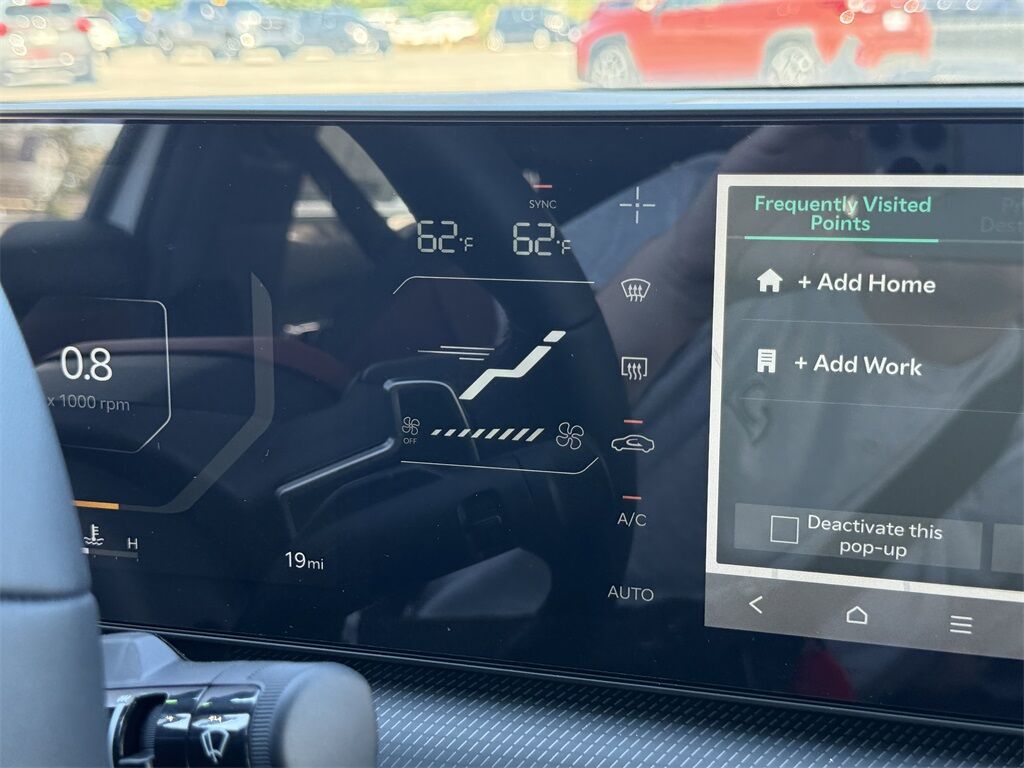 SYNC
62°F 62°F
Frequently Visited
Points
+ Add Home
0.8
x 1000 rpm
+ Add Work
OFF
A/C
H
19mi
Deactivate this
pop-up
AUTO